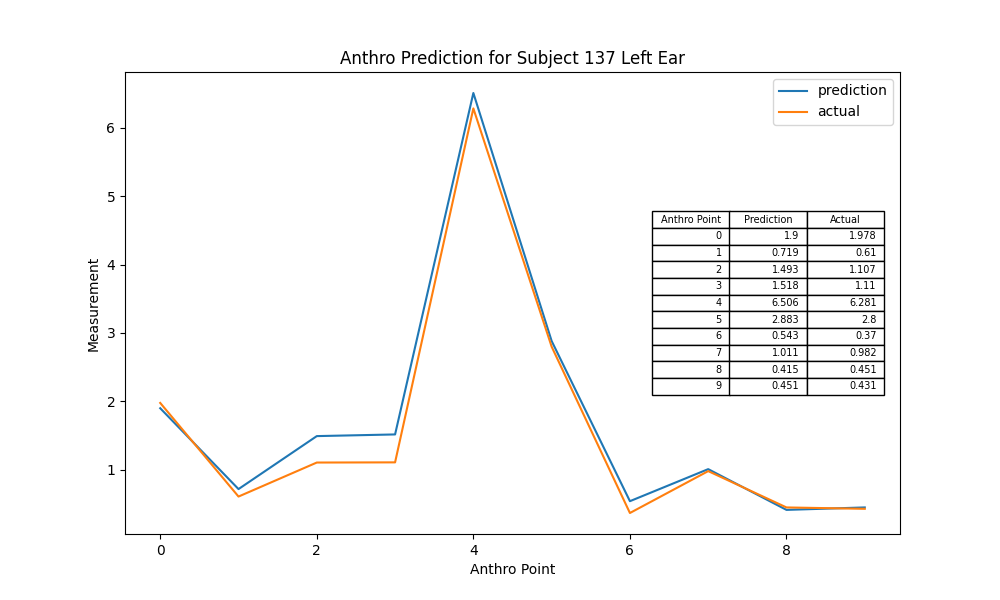 Anthro Prediction for Subject 137 Left Ear
prediction
actual
6
5
4
3
2
1
Measurement
Anthro Point Prediction Actual
0 1.9 1.978
1 0.719 0.61
2 1.493 1.107
3 1.518 1.11
4 6.506 6.281
5 2.883 2.8
6 0.543 0.37
7 1.011 0.982
8 0.415 0.451
9 0.451 0.431
0 2 4 6 8
Anthro Point